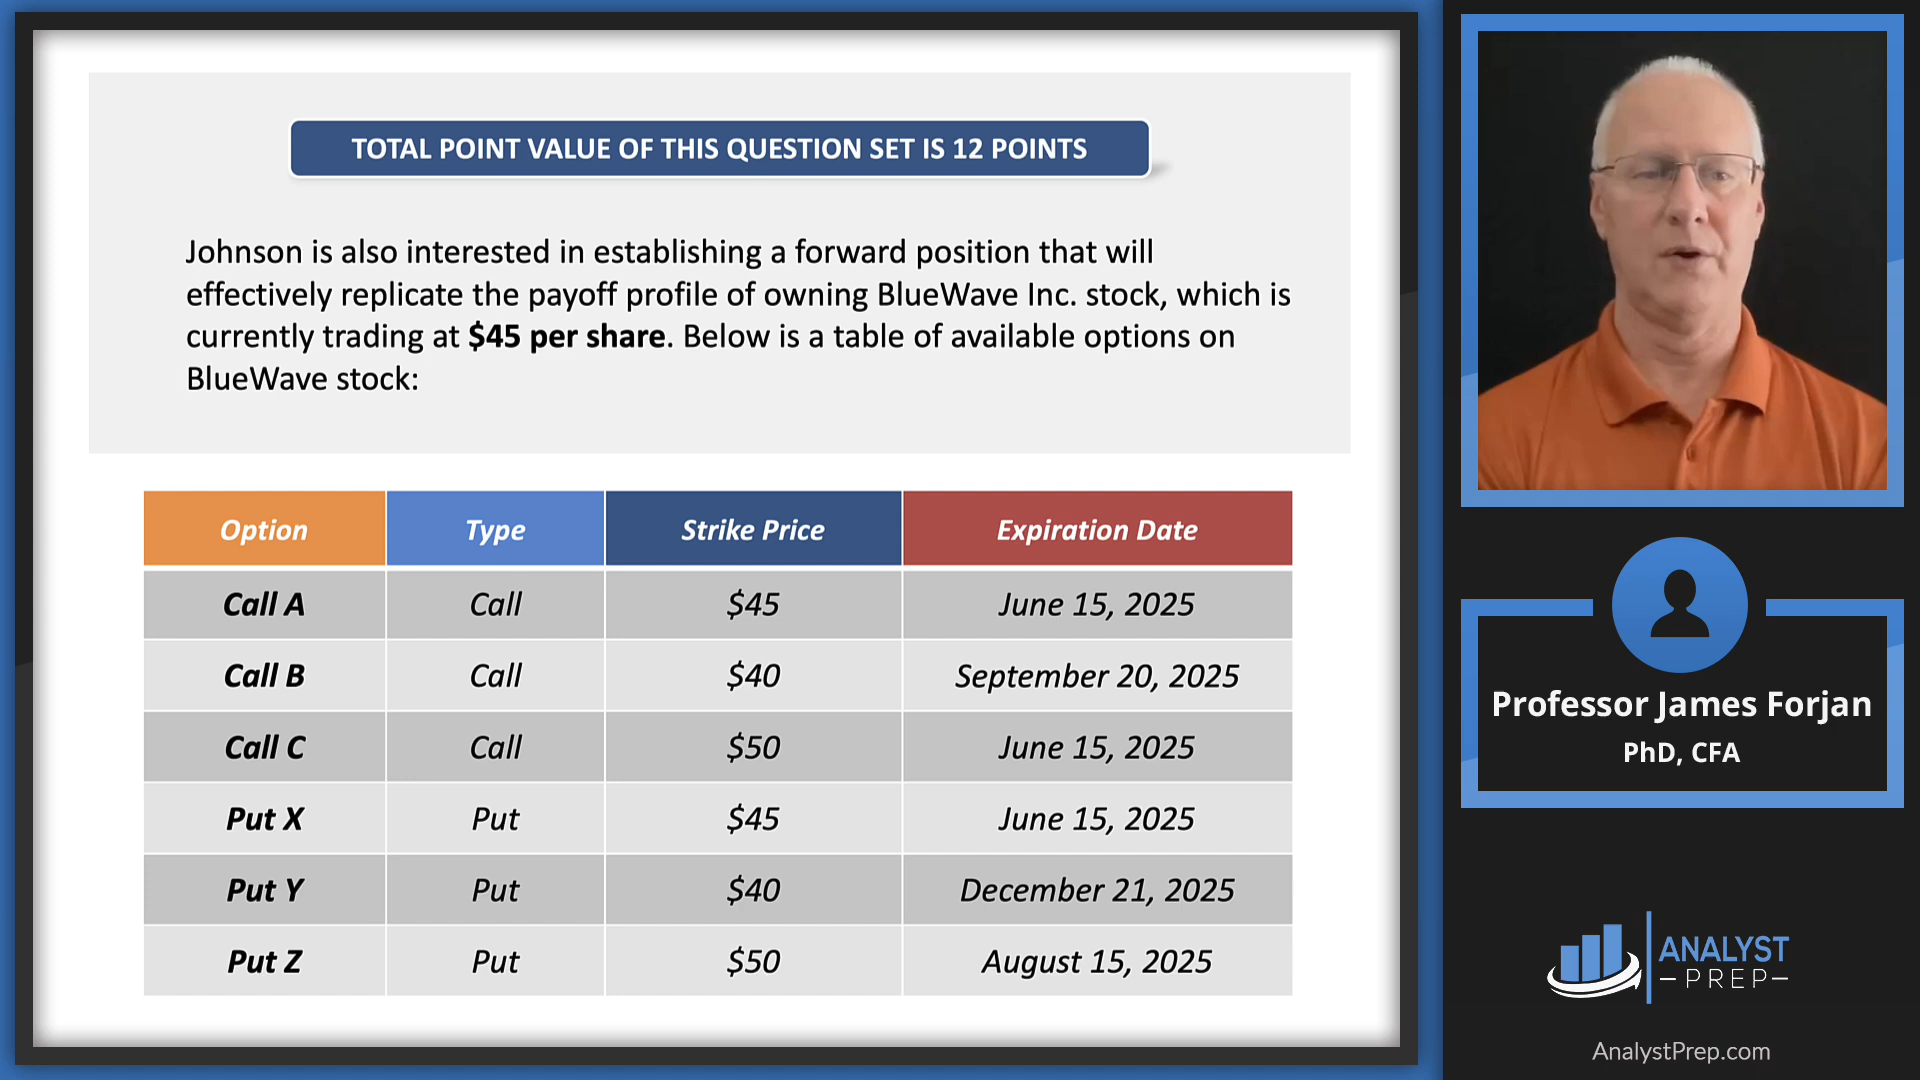 TOTAL POINT VALUE OF THIS QUESTION SET IS 12 POINTS
Johnson is also interested in establishing a forward position that will
effectively replicate the payoff profile of owning BlueWave Inc. stock, which is
currently trading at $45 per share. Below is a table of available options on
BlueWave stock:
Option Type Strike Price Expiration Date
Call A Call $45 June 15, 2025
Call B Call $40 September 20, 2025
Call C Call $50 June 15, 2025
Put X Put $45 June 15, 2025
Put Y Put $40 December 21, 2025
Put Z Put $50 August 15, 2025
Professor James Forjan
PhD, CFA
ANALYST
PREP
AnalystPrep.com